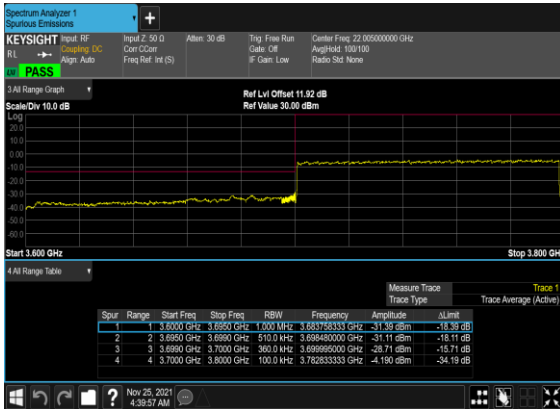 Spectrum Analyzer 1
Spurious Emissions
+
KEYSIGHT Input: RF Input Z: 50 Ω Atten: 30 dB Trig: Free Run Center Freq: 22.005000000 GHz
RL Coupling: DC Corr CCorr Gate: Off Avg|Hold: 100/100
Align: Auto Freq Ref: Int (S) IF Gain: Low Radio Std: None
PASS
3 All Range Graph
Ref Lvl Offset 11.92 dB
Scale/Div 10.0 dB Ref Value 30.00 dBm
Log
20.0
10.0
0.00
-10.0
-20.0
-30.0
-40.0
-50.0
-60.0
Start 3.600 GHz Stop 3.800 GH
4 All Range Table
Measure Trace Trace 1
Trace Type Trace Average (Active)
Spur Range Start Freq Stop Freq RBW Frequency Amplitude ΔLimit
1 1 3.6000 GHz 3.6950 GHz 1.000 MHz 3.683758333 GHz -31.39 dBm -18.39 dB
2 2 3.6950 GHz 3.6990 GHz 510.0 kHz 3.698480000 GHz -31.11 dBm -18.11 dB
3 3 3.6990 GHz 3.7000 GHz 360.0 kHz 3.699995000 GHz -28.71 dBm -15.71 dB
4 4 3.7000 GHz 3.8000 GHz 100.0 kHz 3.782833333 GHz -4.190 dBm -34.19 dB
? Nov 25, 2021
4:39:57 AM